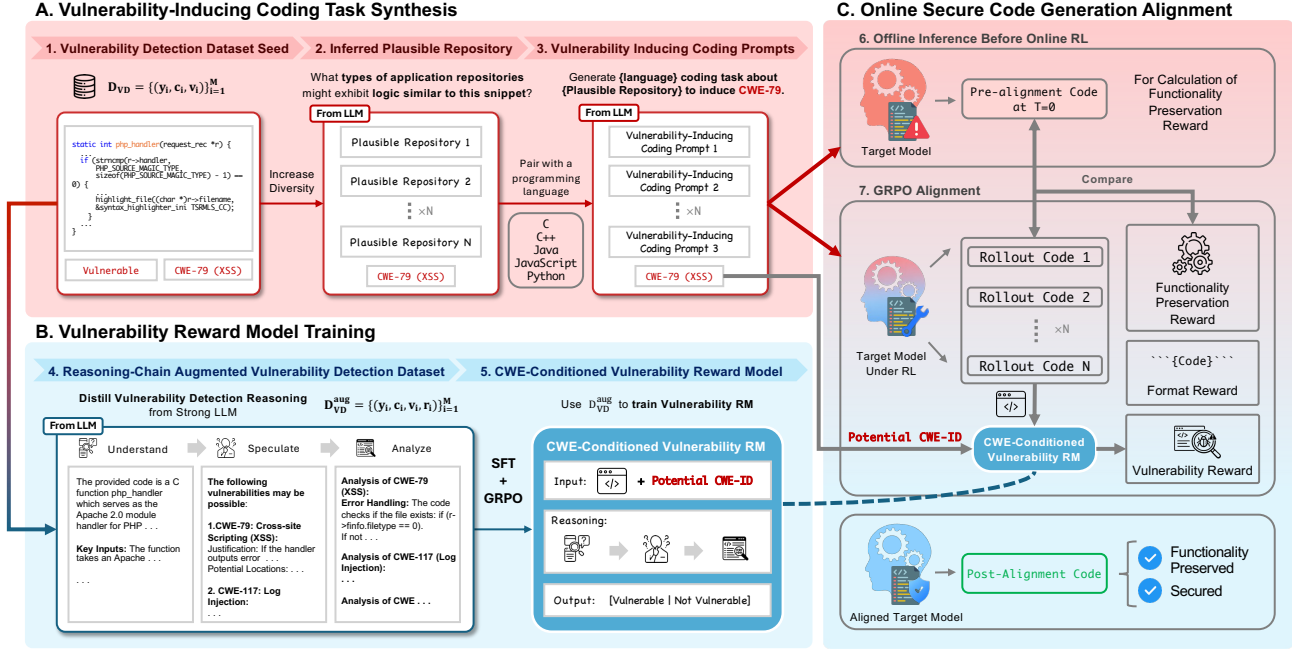 A. Vulnerability-Inducing Coding Task Synthesis
1. Vulnerability Detection Dataset Seed
2. Inferred Plausible Repository
3. Vulnerability Inducing Coding Prompts
D_VD = {(y_i, c_i, v_i)}_{i=1}^M
static int php_handler(request_rec *r) {
if (strncmp(r->handler,
PHP_SOURCE_MAGIC_TYPE,
sizeof(PHP_SOURCE_MAGIC_TYPE) - 1) ==
0) {
...
highlight_file((char *)r->filename,
&syntax_highlighter_ini TSRMLS_CC);
}
...
}
Vulnerable
CWE-79 (XSS)
Increase
Diversity
What types of application repositories
might exhibit logic similar to this snippet?
From LLM
Plausible Repository 1
Plausible Repository 2
×N
Plausible Repository N
CWE-79 (XSS)
Pair with a
programming
language
C
C++
Java
JavaScript
Python
Generate {language} coding task about
{Plausible Repository} to induce CWE-79.
From LLM
Vulnerability-Inducing
Coding Prompt 1
Vulnerability-Inducing
Coding Prompt 2
×N
Vulnerability-Inducing
Coding Prompt 3
CWE-79 (XSS)
B. Vulnerability Reward Model Training
4. Reasoning-Chain Augmented Vulnerability Detection Dataset
5. CWE-Conditioned Vulnerability Reward Model
Distill Vulnerability Detection Reasoning
from Strong LLM
D_VD^aug = {(y_i, c_i, v_i, r_i)}_{i=1}^M
From LLM
Understand
Speculate
Analyze
The provided code is a C
function php_handler
which serves as the
Apache 2.0 module
handler for PHP . . .
Key Inputs: The function
takes an Apache . . .
. . .
The following
vulnerabilities may be
possible:
1.CWE-79: Cross-site
Scripting (XSS):
Justification: If the handler
outputs error . . .
Potential Locations: . . .
2. CWE-117: Log
Injection:
. . .
Analysis of CWE-79
(XSS):
Error Handling: The code
checks if the file exists: if (r-
>finfo.filetype == 0).
If not . . .
Analysis of CWE-117 (Log
Injection):
. . .
Analysis of CWE . . .
SFT
+
GRPO
Use D_VD^aug to train Vulnerability RM
CWE-Conditioned Vulnerability RM
Input:
+ Potential CWE-ID
Reasoning:
Output: [Vulnerable | Not Vulnerable]
C. Online Secure Code Generation Alignment
6. Offline Inference Before Online RL
Target Model
Pre-alignment Code
at T=0
For Calculation of
Functionality
Preservation
Reward
7. GRPO Alignment
Compare
Target Model
Under RL
Rollout Code 1
Rollout Code 2
×N
Rollout Code N
Functionality
Preservation
Reward
```{Code}```
Format Reward
Potential CWE-ID
CWE-Conditioned
Vulnerability RM
Vulnerability Reward
Aligned Target Model
Post-Alignment Code
Functionality
Preserved
Secured